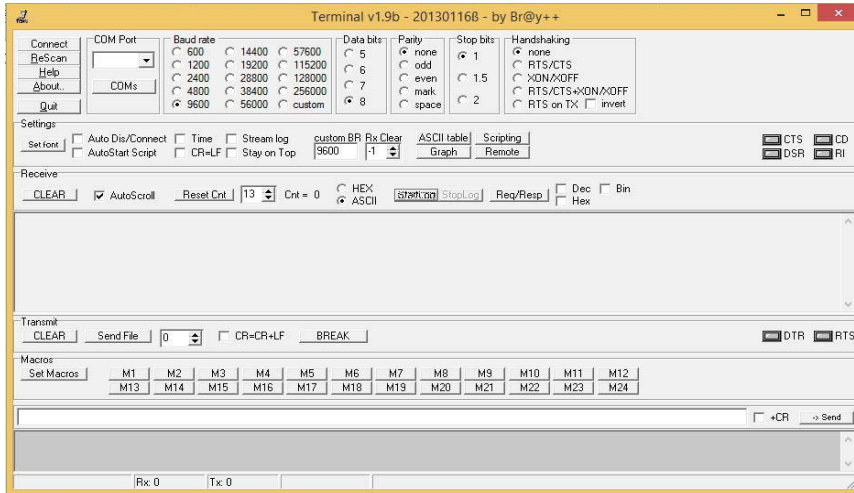 Terminal v1.9b - 20130116ß - by Br@y++
Connect
ReScan
Help
About..
Quit
COM Port
COMs
Baud rate
600 14400 57600
1200 19200 115200
2400 28800 128000
4800 38400 256000
9600 56000 custom
Data bits
5
6
7
8
Parity
none
odd
even
mark
space
Stop bits
1
1.5
2
Handshaking
none
RTS/CTS
XON/XOFF
RTS/CTS+XON/XOFF
RTS on TX invert
Settings
Set font
Auto Dis/Connect Time Stream log
AutoStart Script CR=LF Stay on Top
custom BR Rx Clear
9600 -1
ASCII table Scripting
Graph Remote
CTS CD
DSR RI
Receive
CLEAR AutoScroll Reset Cnt 13 Cnt = 0
HEX
ASCII
StartLog StopLog Req/Resp
Dec Bin
Hex
Transmit
CLEAR Send File 0 CR=CR+LF BREAK
DTR RTS
Macros
Set Macros
M1 M2 M3 M4 M5 M6 M7 M8 M9 M10 M11 M12
M13 M14 M15 M16 M17 M18 M19 M20 M21 M22 M23 M24
+CR -> Send
Rx: 0 Tx: 0